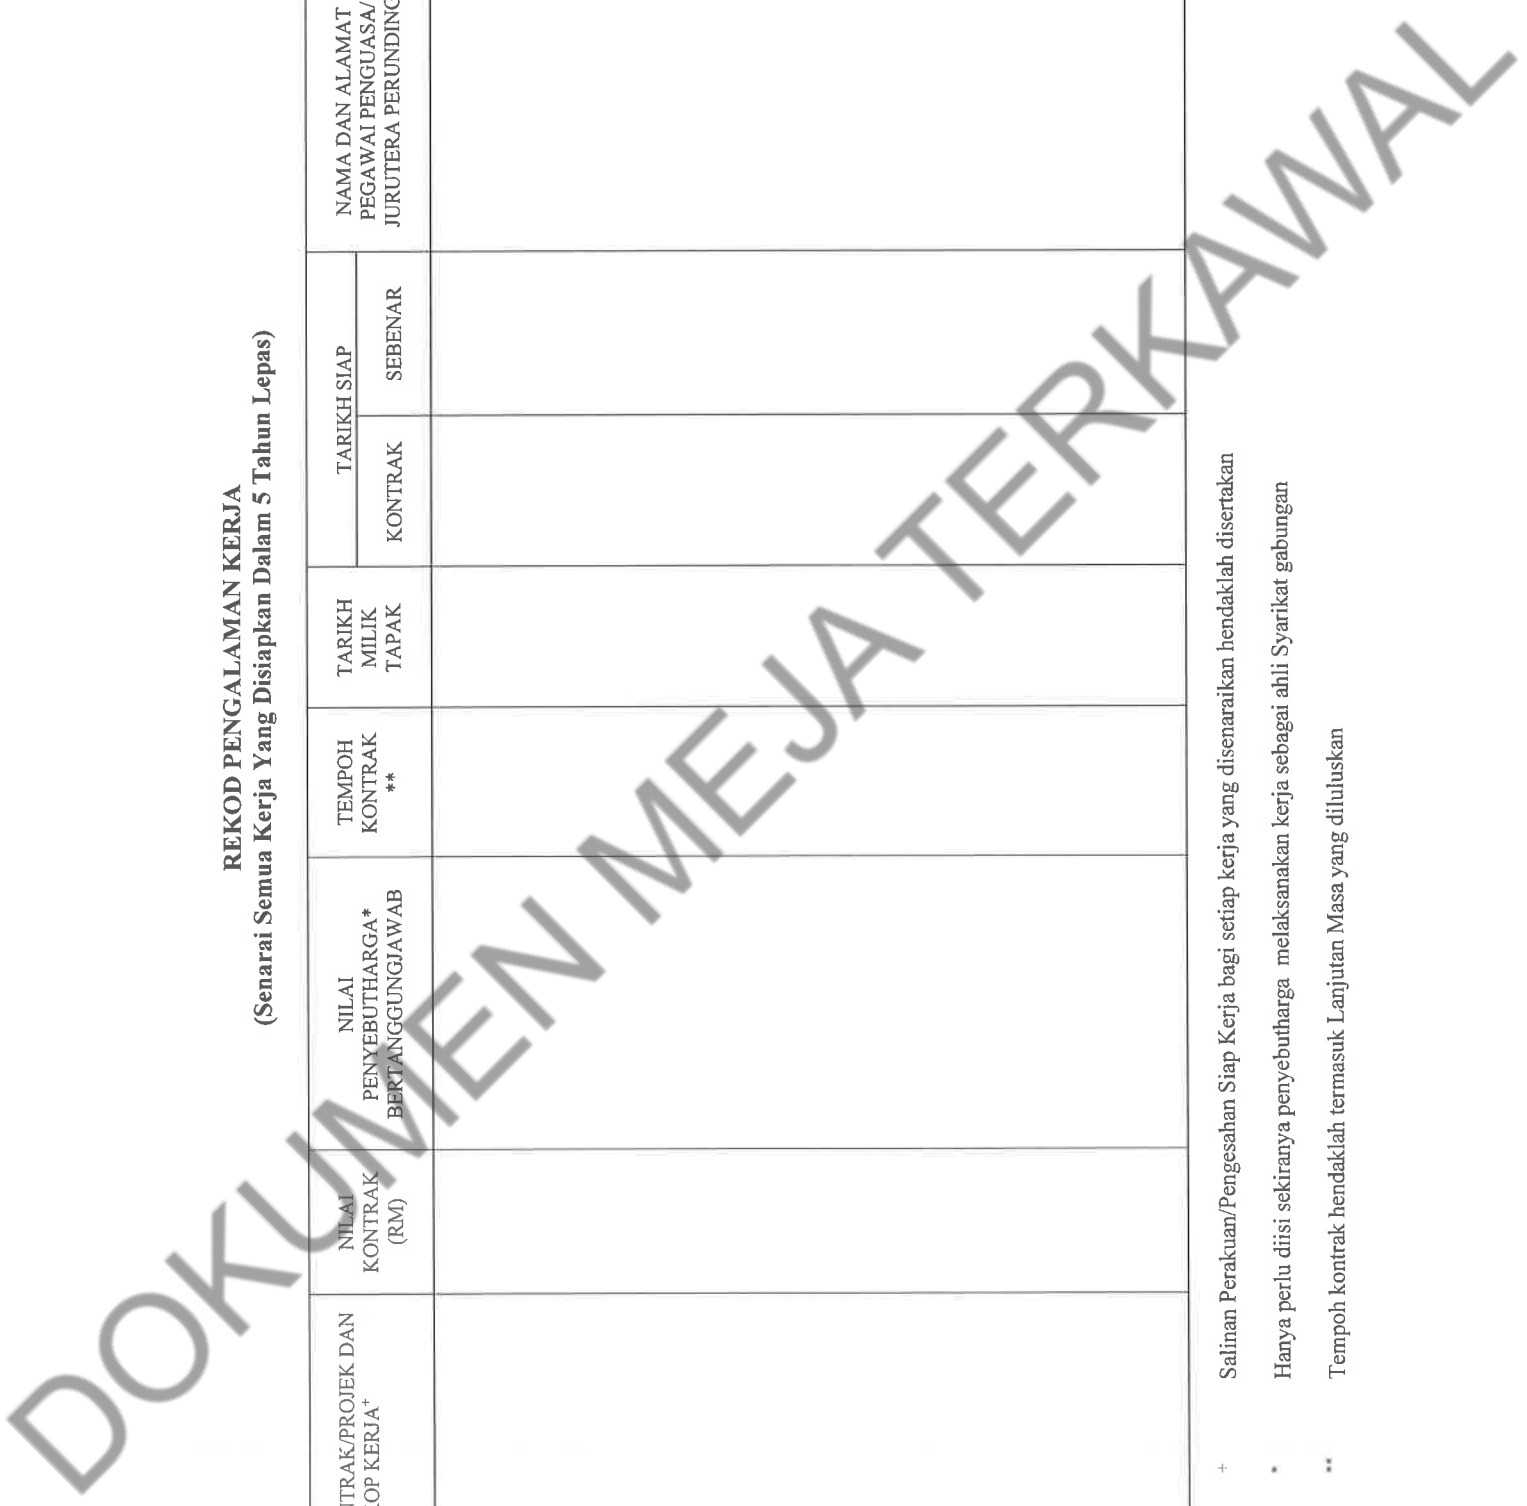 REKOD PENGALAMAN KERJA
(Senarai Semua Kerja Yang Disiapkan Dalam 5 Tahun Lepas)
DAN
KERJA+
NILAI
KONTRAK
(RM)
NILAI
PENYEBUTHARGA*
BERTANGGUNGJAWAB
TEMPOH
KONTRAK
**
TARIKH
MILIK
TAPAK
TARIKH SIAP
KONTRAK
SEBENAR
NAMA DAN ALAMAT
PEGAWAI PENGUASA/
JURUTERA
+ Salinan Perakuan/Pengesahan Siap Kerja bagi setiap kerja yang disenaraikan hendaklah disertakan
* Hanya perlu diisi sekiranya penyebutharga melaksanakan kerja sebagai ahli Syarikat gabungan
** Tempoh kontrak hendaklah termasuk Lanjutan Masa yang diluluskan
DOKUMEN MEJA TERKAWAL